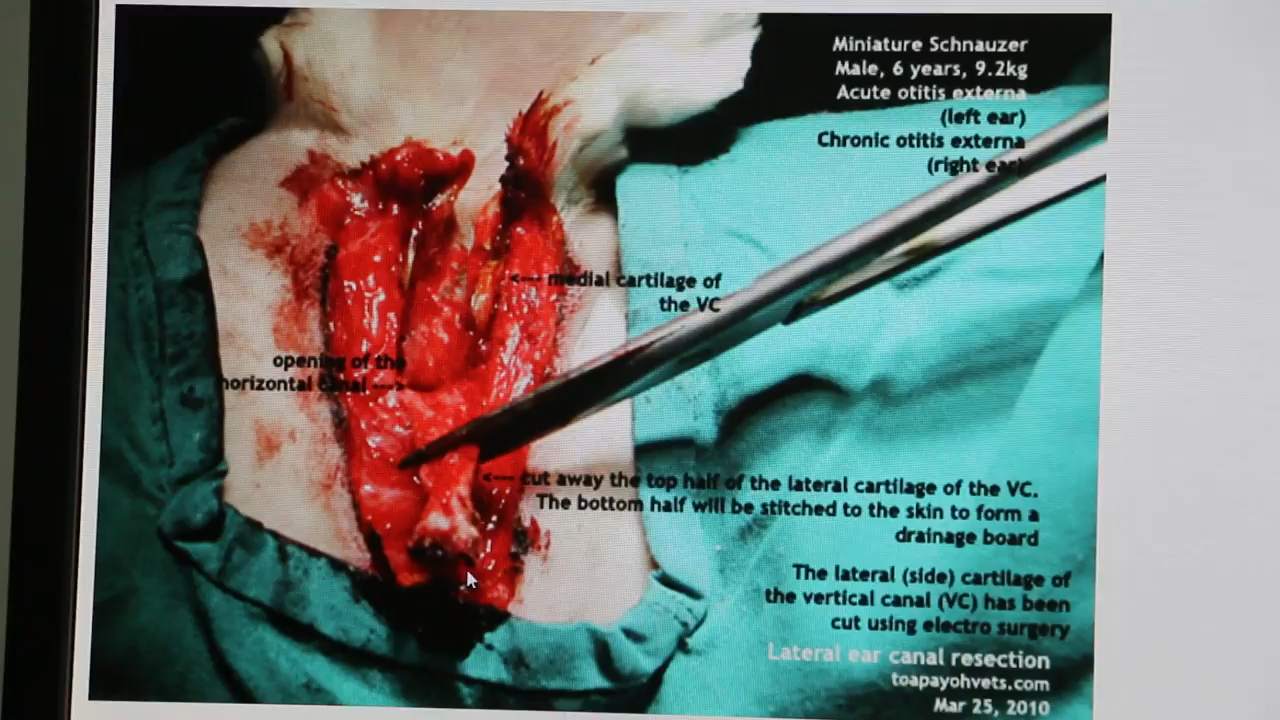 Miniature Schnauzer
Male, 6 years, 9.2kg
Acute otitis externa
(left ear)
Chronic otitis externa
(right ear)
<--- medial cartilage of
the VC
opening of the
horizontal canal --->
<--- cut away the top half of the lateral cartilage of the VC.
The bottom half will be stitched to the skin to form a
drainage board
The lateral (side) cartilage of
the vertical canal (VC) has been
cut using electro surgery
Lateral ear canal resection
toapayohvets.com
Mar 25, 2010